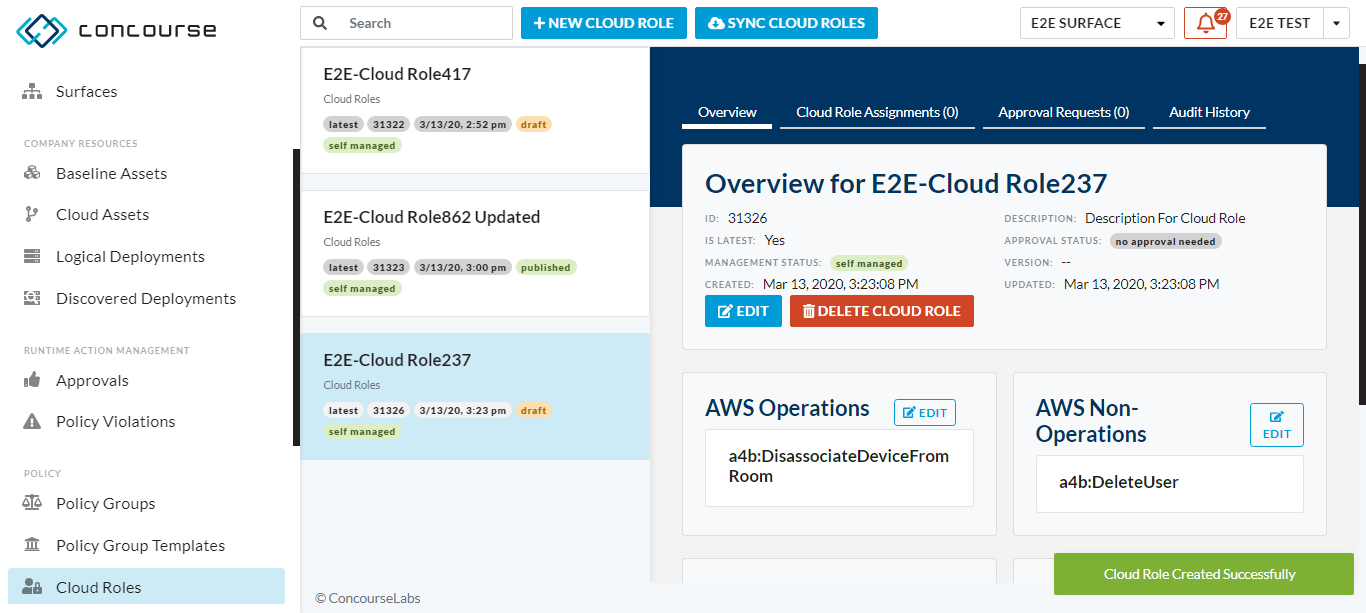 concourse
Search
NEW CLOUD ROLE
SYNC CLOUD ROLES
E2E SURFACE
27
E2E TEST
Surfaces
COMPANY RESOURCES
Baseline Assets
Cloud Assets
Logical Deployments
Discovered Deployments
RUNTIME ACTION MANAGEMENT
Approvals
Policy Violations
POLICY
Policy Groups
Policy Group Templates
Cloud Roles
E2E-Cloud Role417
Cloud Roles
latest 31322 3/13/20, 2:52 pm draft
self managed
E2E-Cloud Role862 Updated
Cloud Roles
latest 31323 3/13/20, 3:00 pm published
self managed
E2E-Cloud Role237
Cloud Roles
latest 31326 3/13/20, 3:23 pm draft
self managed
© ConcourseLabs
Overview Cloud Role Assignments (0) Approval Requests (0) Audit History
Overview for E2E-Cloud Role237
ID: 31326
IS LATEST: Yes
MANAGEMENT STATUS: self managed
CREATED: Mar 13, 2020, 3:23:08 PM
DESCRIPTION: Description For Cloud Role
APPROVAL STATUS: no approval needed
VERSION: --
UPDATED: Mar 13, 2020, 3:23:08 PM
EDIT
DELETE CLOUD ROLE
AWS Operations
EDIT
a4b:DisassociateDeviceFrom
Room
AWS Non-
Operations
EDIT
a4b:DeleteUser
Cloud Role Created Successfully